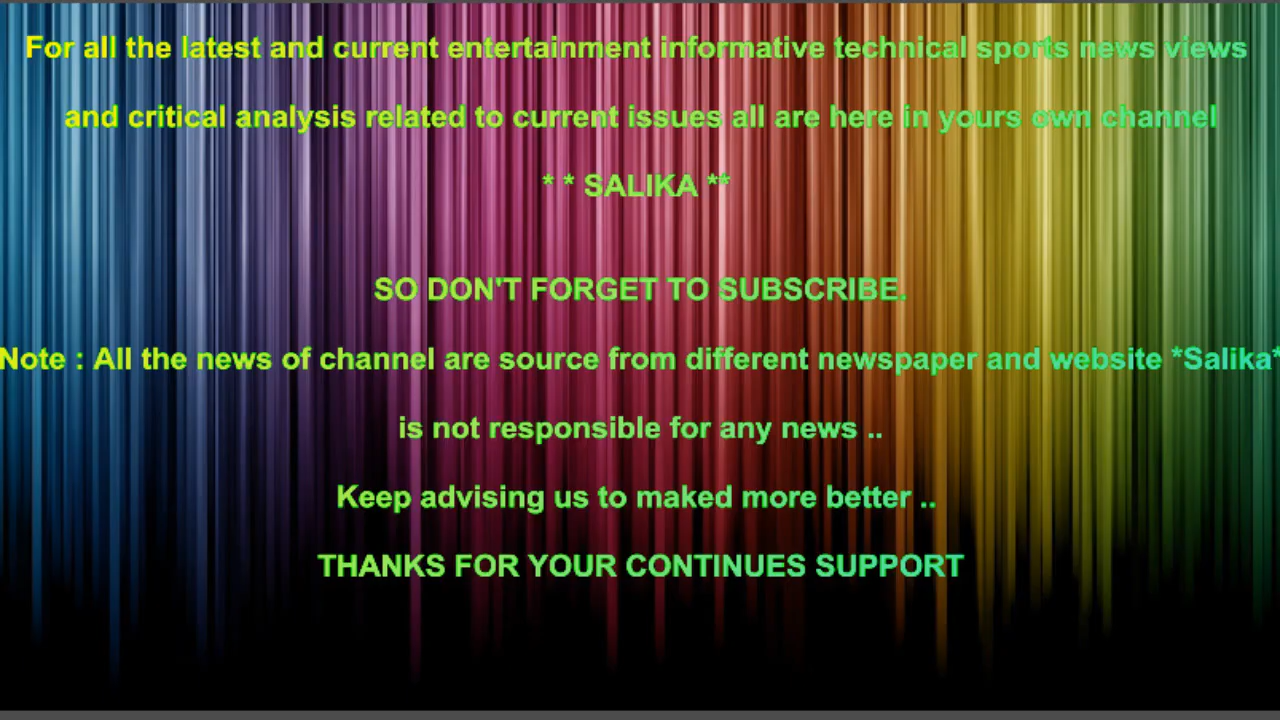 For all the latest and current entertainment informative technical sports news views
and critical analysis related to current issues all are here in yours own channel
* * SALIKA **
SO DON'T FORGET TO SUBSCRIBE.
Note : All the news of channel are source from different newspaper and website *Salika*
is not responsible for any news ..
Keep advising us to maked more better ..
THANKS FOR YOUR CONTINUES SUPPORT